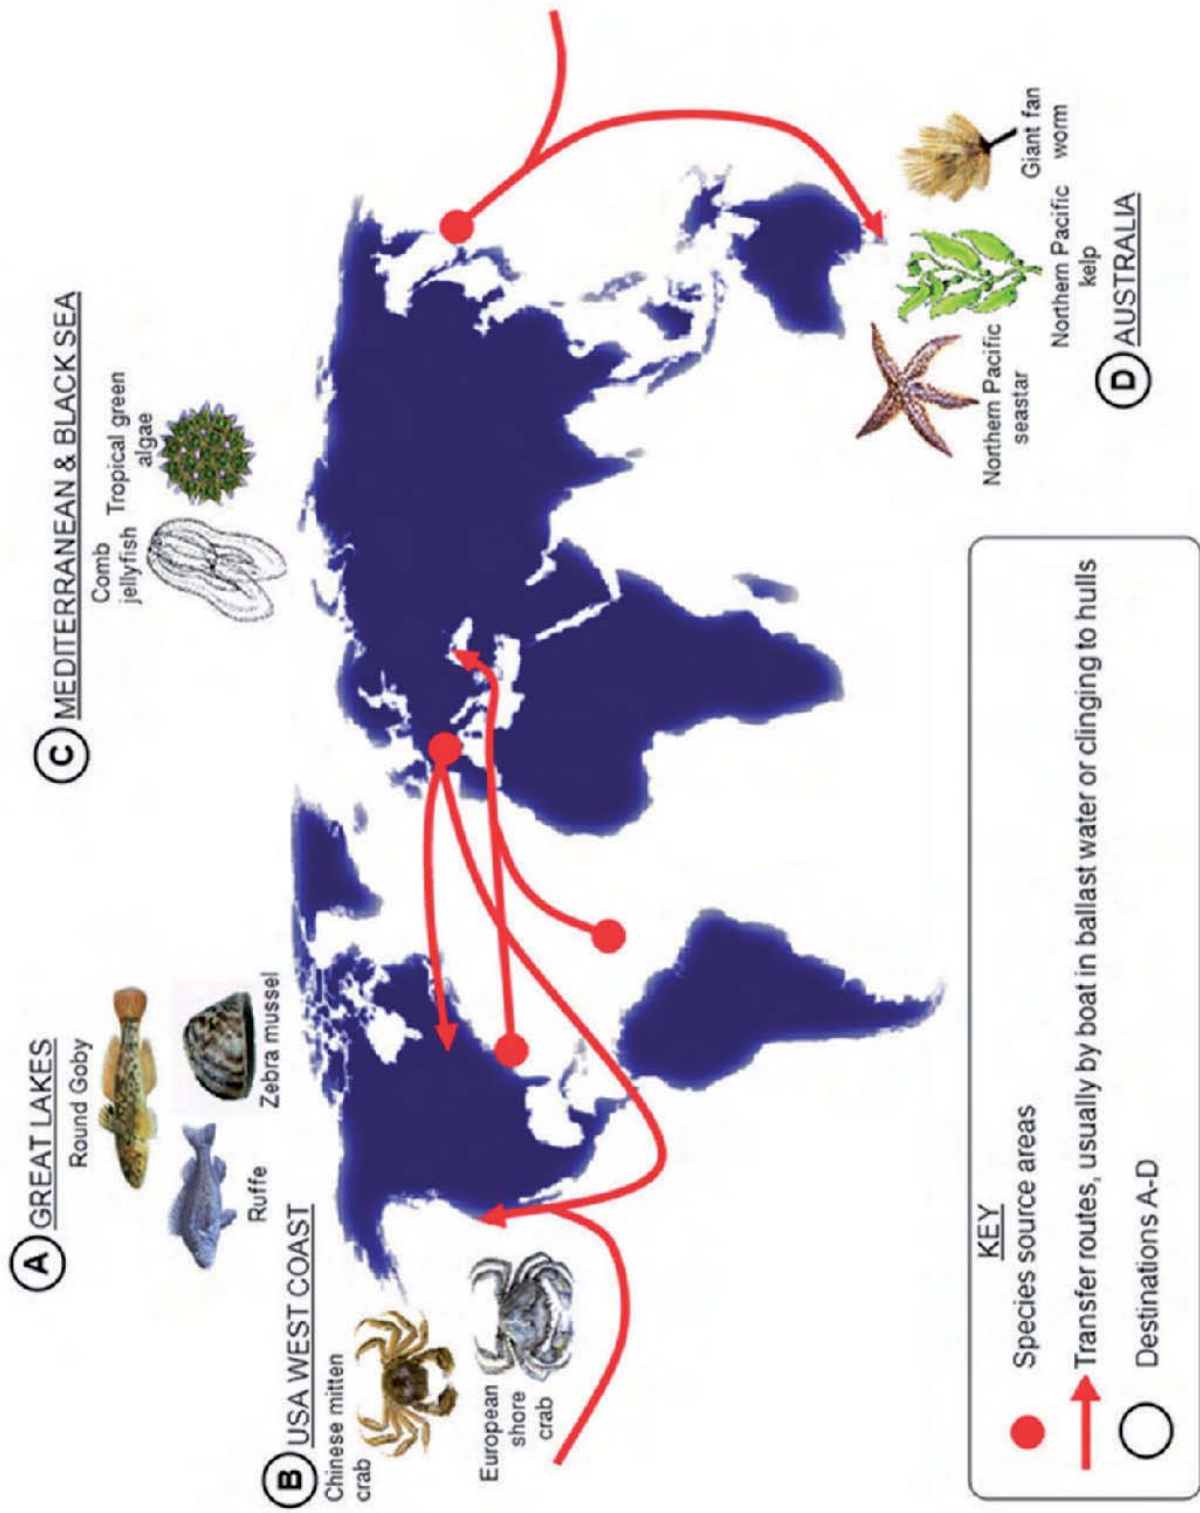 A GREAT LAKES
Round Goby
Ruffe
Zebra mussel
B USA WEST COAST
Chinese mitten
crab
European
shore
crab
C MEDITERRANEAN & BLACK SEA
Comb
jellyfish
Tropical green
algae
Northern Pacific
seastar
Northern Pacific
kelp
Giant fan
worm
D AUSTRALIA
KEY
Species source areas
Transfer routes, usually by boat in ballast water or clinging to hulls
Destinations A-D